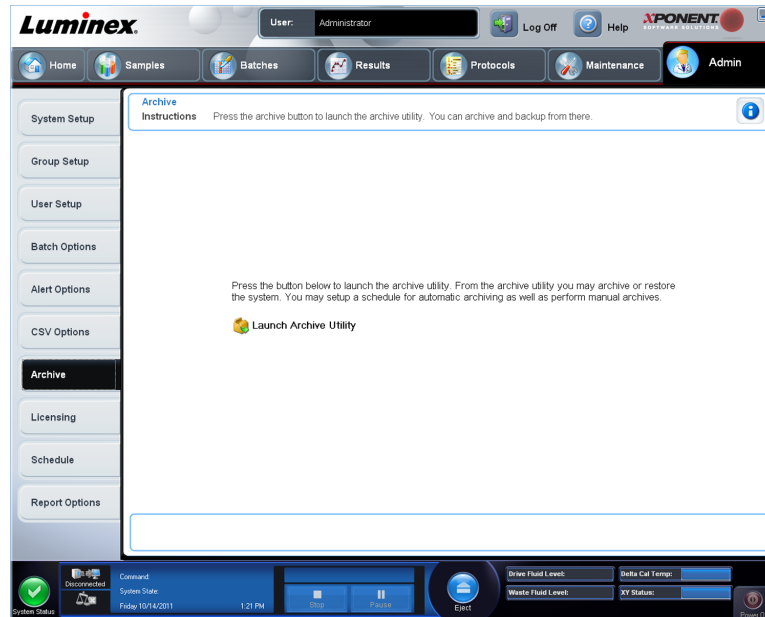 Luminex.
User: Administrator
Log Off
Help
XPONENT.
SOFTWARE SOLUTIONS
Home Samples Batches Results Protocols Maintenance Admin
System Setup
Group Setup
User Setup
Batch Options
Alert Options
CSV Options
Archive
Licensing
Schedule
Report Options
Archive
Instructions Press the archive button to launch the archive utility. You can archive and backup from there.
Press the button below to launch the archive utility. From the archive utility you may archive or restore
the system. You may setup a schedule for automatic archiving as well as perform manual archives.
Launch Archive Utility
System Status
Disconnected
Command:
System State:
Friday 10/14/2011 1:21 PM
Stop
Pause
Eject
Drive Fluid Level:
Waste Fluid Level:
Delta Cal Temp:
XY Status: